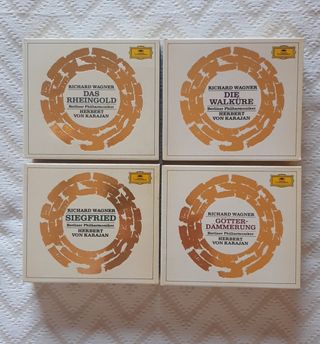 RICHARD WAGNER
DAS
RHEINGOLD
Berliner Philharmoniker
HERBERT
VON KARAJAN
RICHARD WAGNER
DIE
WALKÜRE
Berliner Philharmoniker
HERBERT
VON KARAJAN
RICHARD WAGNER
SIEGFRIED
Berliner Philharmoniker
HERBERT
VON KARAJAN
RICHARD WAGNER
GÖTTER-
DÄMMERUNG
Berliner Philharmoniker
HERBERT
VON KARAJAN